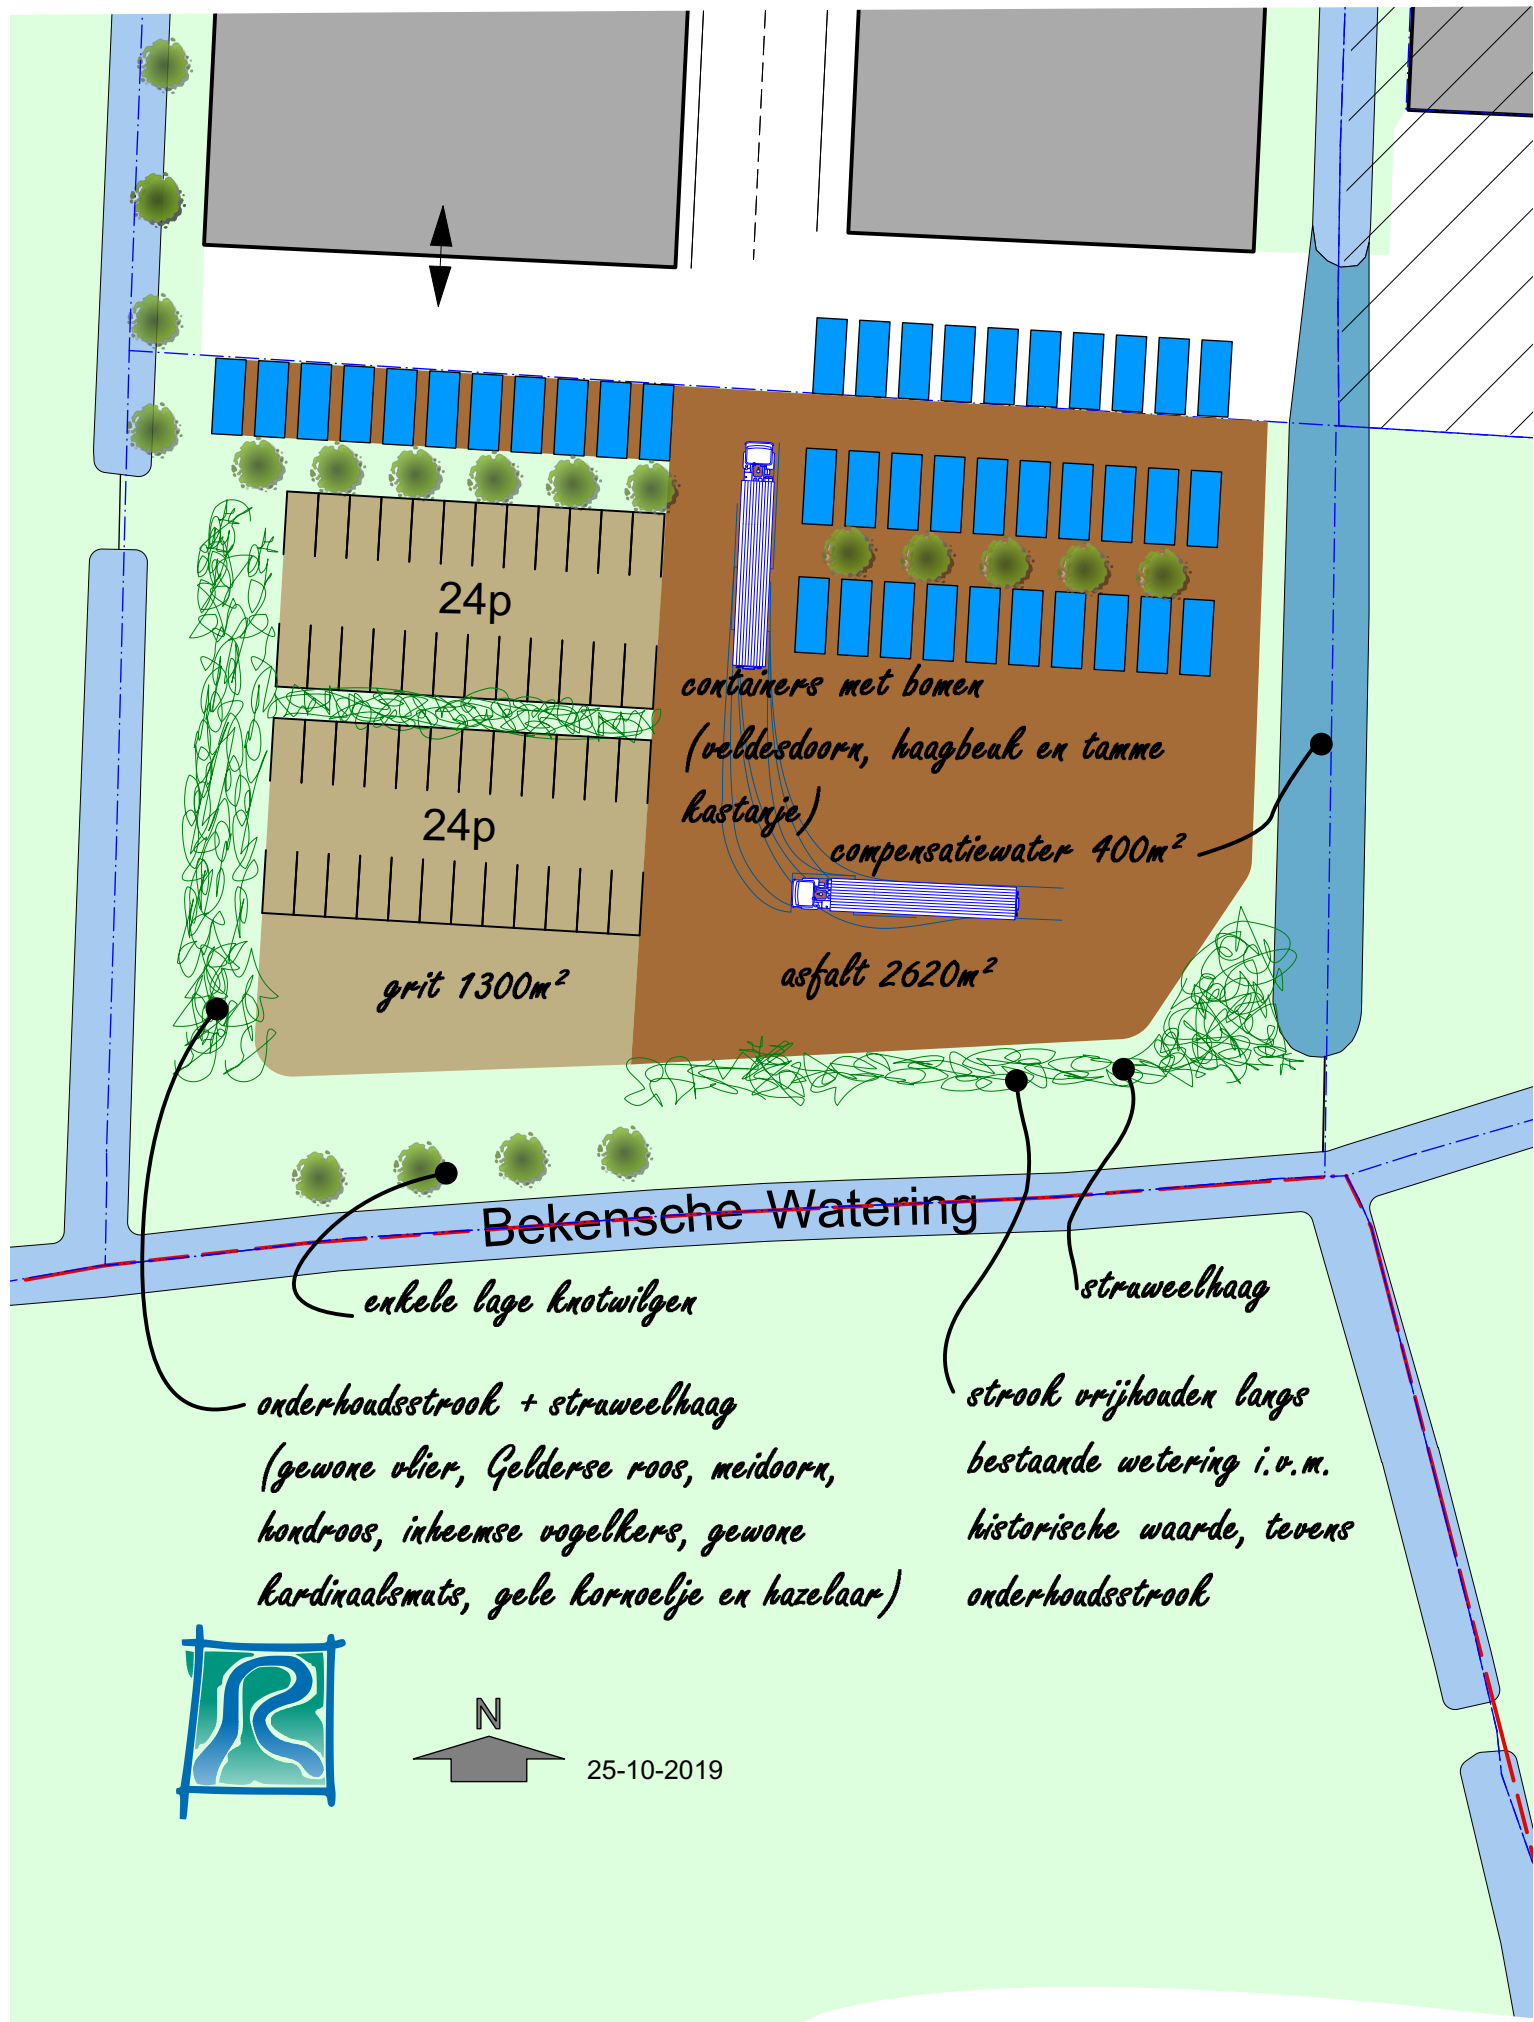 24p
containers met bomen
(veldesdoorn, haagbeuk en tamme
kastanje)
24p
compensatiewater 400m²
grit 1300m²
asfalt 2620m²
Bekensche Watering
enkele lage knotwilgen
struweelhaag
onderhoudsstrook + struweelhaag
(gewone vlier, Gelderse roos, meidoorn,
hondroos, inheemse vogelkers, gewone
kardinaalsmuts, gele kornoelje en hazelaar)
strook vrijhouden langs
bestaande wetering i.v.m.
historische waarde, tevens
onderhoudsstrook
N
25-10-2019